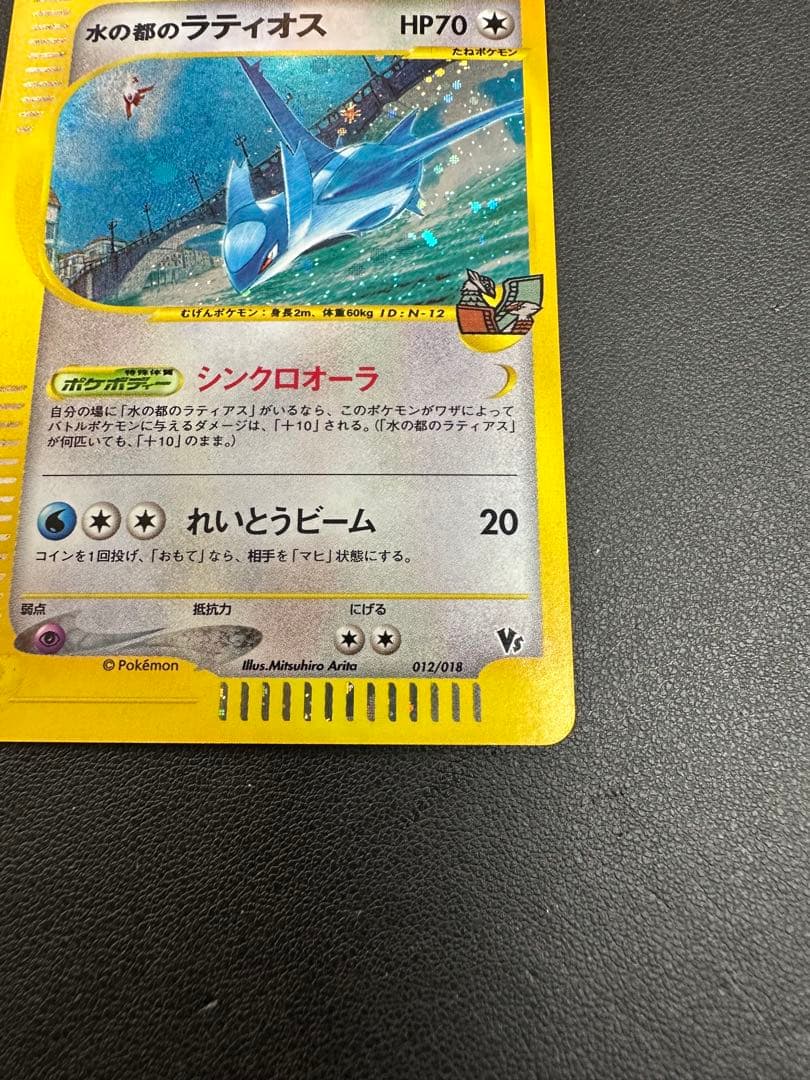 水の都のラティオス HP70
たねポケモン
むげんポケモン：身長2m、体重60kg ID:N-12
特殊体質
ポケボディー シンクロオーラ
自分の場に「水の都のラティアス」がいるなら、このポケモンがワザによって
バトルポケモンに与えるダメージは、「＋10」される。(「水の都のラティアス」
が何匹いても、「＋10」のまま。)
れいとうビーム 20
コインを1回投げ、「おもて」なら、相手を「マヒ」状態にする。
弱点 抵抗力 にげる
Vs
©Pokémon Illus.Mitsuhiro Arita 012/018